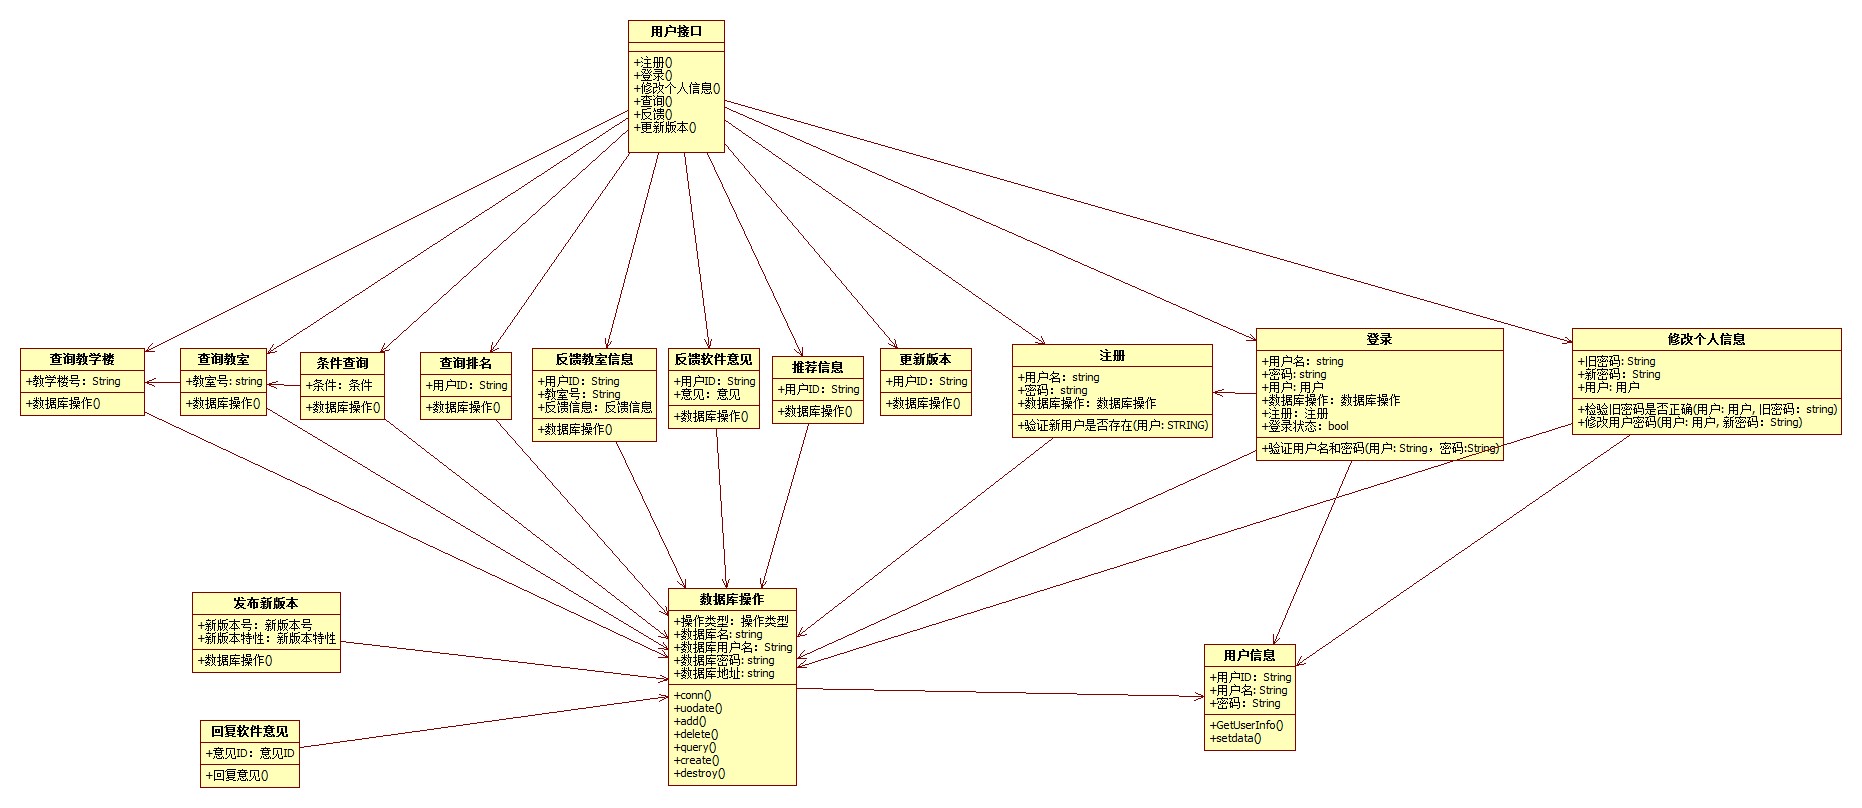 用户接口
+注册()
+登录()
+修改个人信息()
+查询()
+反馈()
+更新版本()
查询教学楼
+教学楼号：String
+数据库操作()
查询教室
+教室号: string
+数据库操作()
条件查询
+条件：条件
+数据库操作()
查询排名
+用户ID：String
+数据库操作()
反馈教室信息
+用户ID：String
+教室号：String
+反馈信息：反馈信息
+数据库操作()
反馈软件意见
+用户ID：String
+意见：意见
+数据库操作()
推荐信息
+用户ID：String
+数据库操作()
更新版本
+用户ID：String
+数据库操作()
注册
+用户名：string
+密码：string
+数据库操作：数据库操作
+验证新用户是否存在(用户: STRING)
登录
+用户名：string
+密码: string
+用户: 用户
+数据库操作：数据库操作
+注册：注册
+登录状态：bool
+验证用户名和密码(用户: String，密码:String)
修改个人信息
+旧密码: String
+新密码：String
+用户: 用户
+检验旧密码是否正确(用户: 用户, 旧密码：string)
+修改用户密码(用户: 用户, 新密码：String)
发布新版本
+新版本号：新版本号
+新版本特性：新版本特性
+数据库操作()
回复软件意见
+意见ID：意见ID
+回复意见()
数据库操作
+操作类型：操作类型
+数据库名: string
+数据库用户名：String
+数据库密码: string
+数据库地址: string
+conn()
+uodate()
+add()
+delete()
+query()
+create()
+destroy()
用户信息
+用户ID：String
+用户名: String
+密码：String
+GetUserInfo()
+setdata()